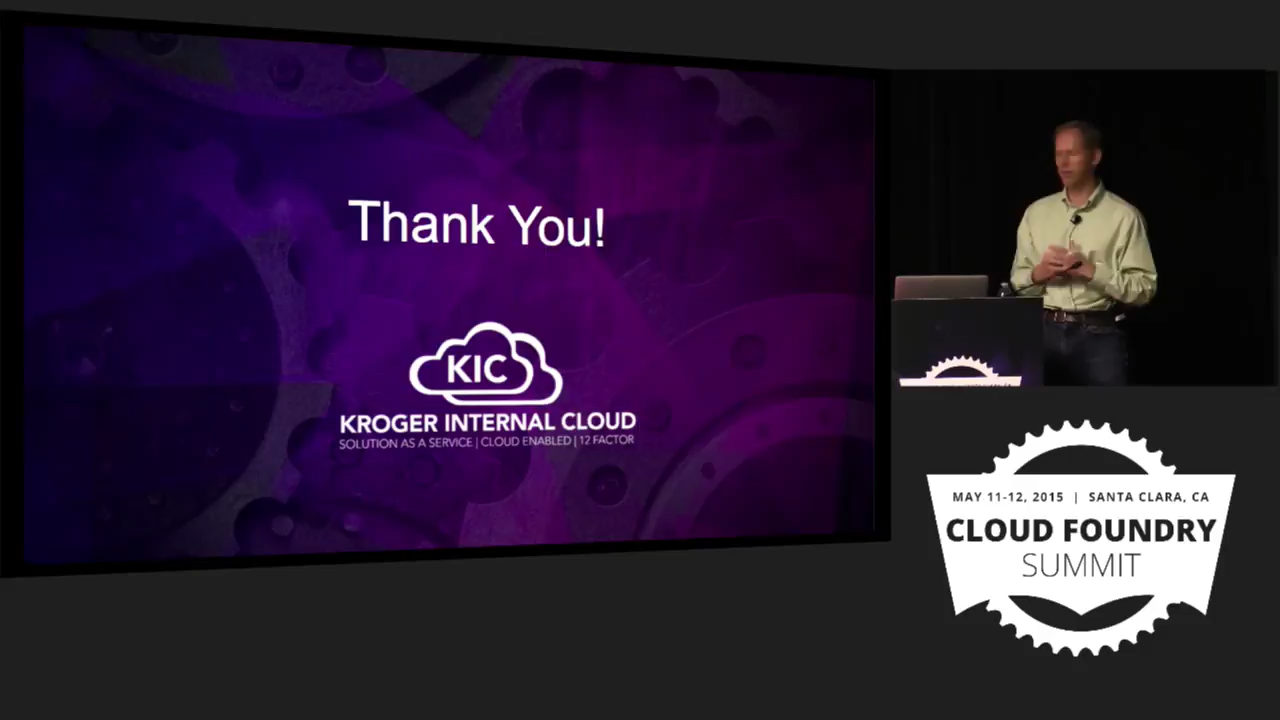 Thank You!
KIC
KROGER INTERNAL CLOUD
SOLUTION AS A SERVICE | CLOUD ENABLED | 12 FACTOR
MAY 11-12, 2015 | SANTA CLARA, CA
CLOUD FOUNDRY
SUMMIT